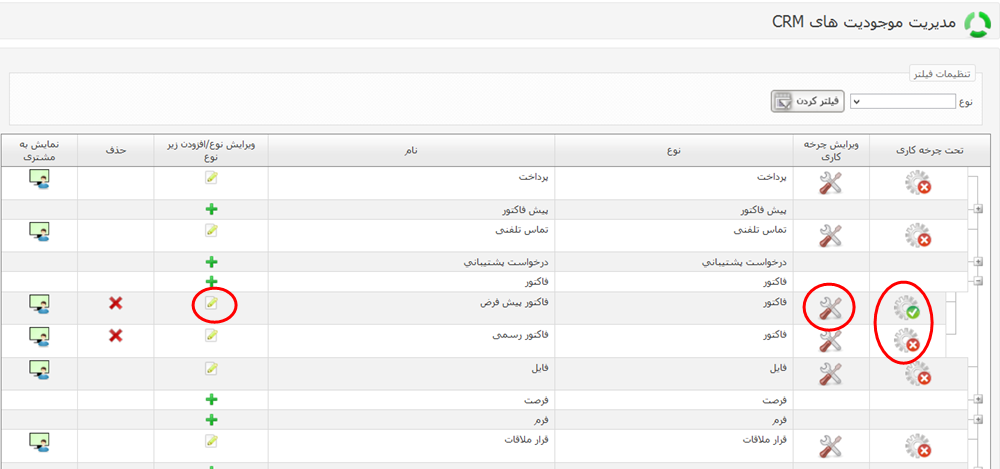 مدیریت موجودیت های CRM
تنظیمات فیلتر
نوع
فیلتر کردن
تحت چرخه کاری
ویرایش چرخه کاری
نوع
نام
ویرایش نوع/افزودن زیر نوع
حذف
نمایش به مشتری
پرداخت پرداخت
پیش فاکتور پیش فاکتور
تماس تلفنی تماس تلفنی
درخواست پشتیباني درخواست پشتیباني
فاکتور فاکتور
فاکتور فاکتور پیش فرض
فاکتور فاکتور رسمی
فایل فایل
فرصت فرصت
فرم فرم
قرار ملاقات قرار ملاقات